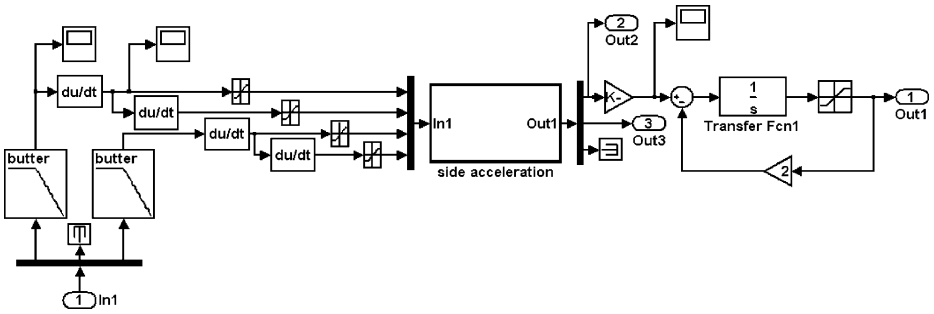 2
Out2
du/dt
K-
+
-
1
s
1
Out1
du/dt
In1
Out1
3
Out3
Transfer Fcn1
du/dt
butter
butter
du/dt
side acceleration
2
1
In1